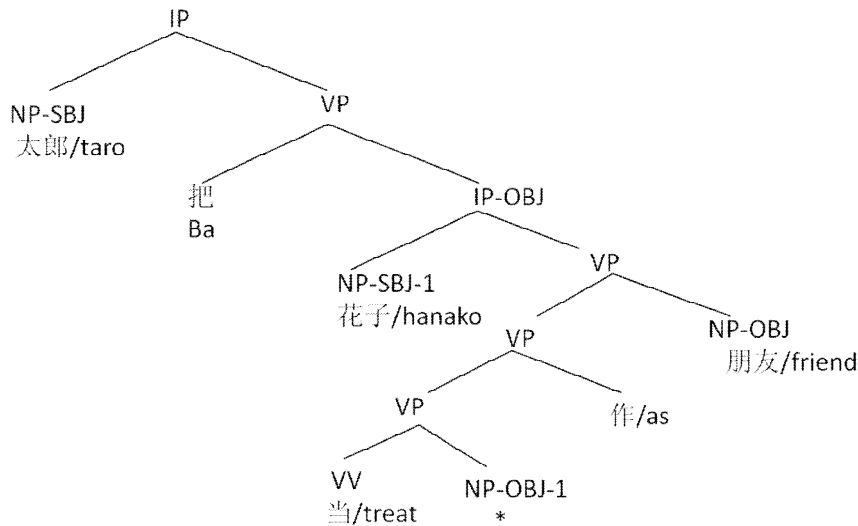 IP
NP-SBJ
太郎/taro
VP
把
Ba
IP-OBJ
NP-SBJ-1
花子/hanako
VP
VP
NP-OBJ
朋友/friend
VP
作/as
VV
当/treat
NP-OBJ-1
*